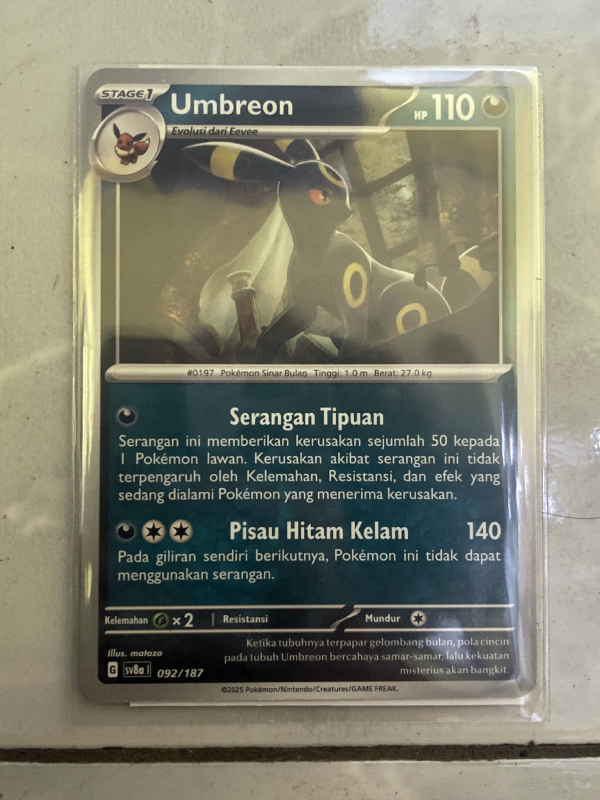 STAGE1
Umbreon
HP 110
Evolusi dari Eevee
#0197 Pokémon Sinar Bulan Tinggi: 1.0 m Berat: 27.0 kg
Serangan Tipuan
Serangan ini memberikan kerusakan sejumlah 50 kepada
1 Pokémon lawan. Kerusakan akibat serangan ini tidak
terpengaruh oleh Kelemahan, Resistansi, dan efek yang
sedang dialami Pokémon yang menerima kerusakan.
Pisau Hitam Kelam 140
Pada giliran sendiri berikutnya, Pokémon ini tidak dapat
menggunakan serangan.
Kelemahan ×2 Resistansi Mundur
Illus. matazo
Ketika tubuhnya terpapar gelombang bulan, pola cincin
pada tubuh Umbreon bercahaya samar-samar, lalu kekuatan
misterius akan bangkit.
G sv8a I 092/187
©2025 Pokémon/Nintendo/Creatures/GAME FREAK.